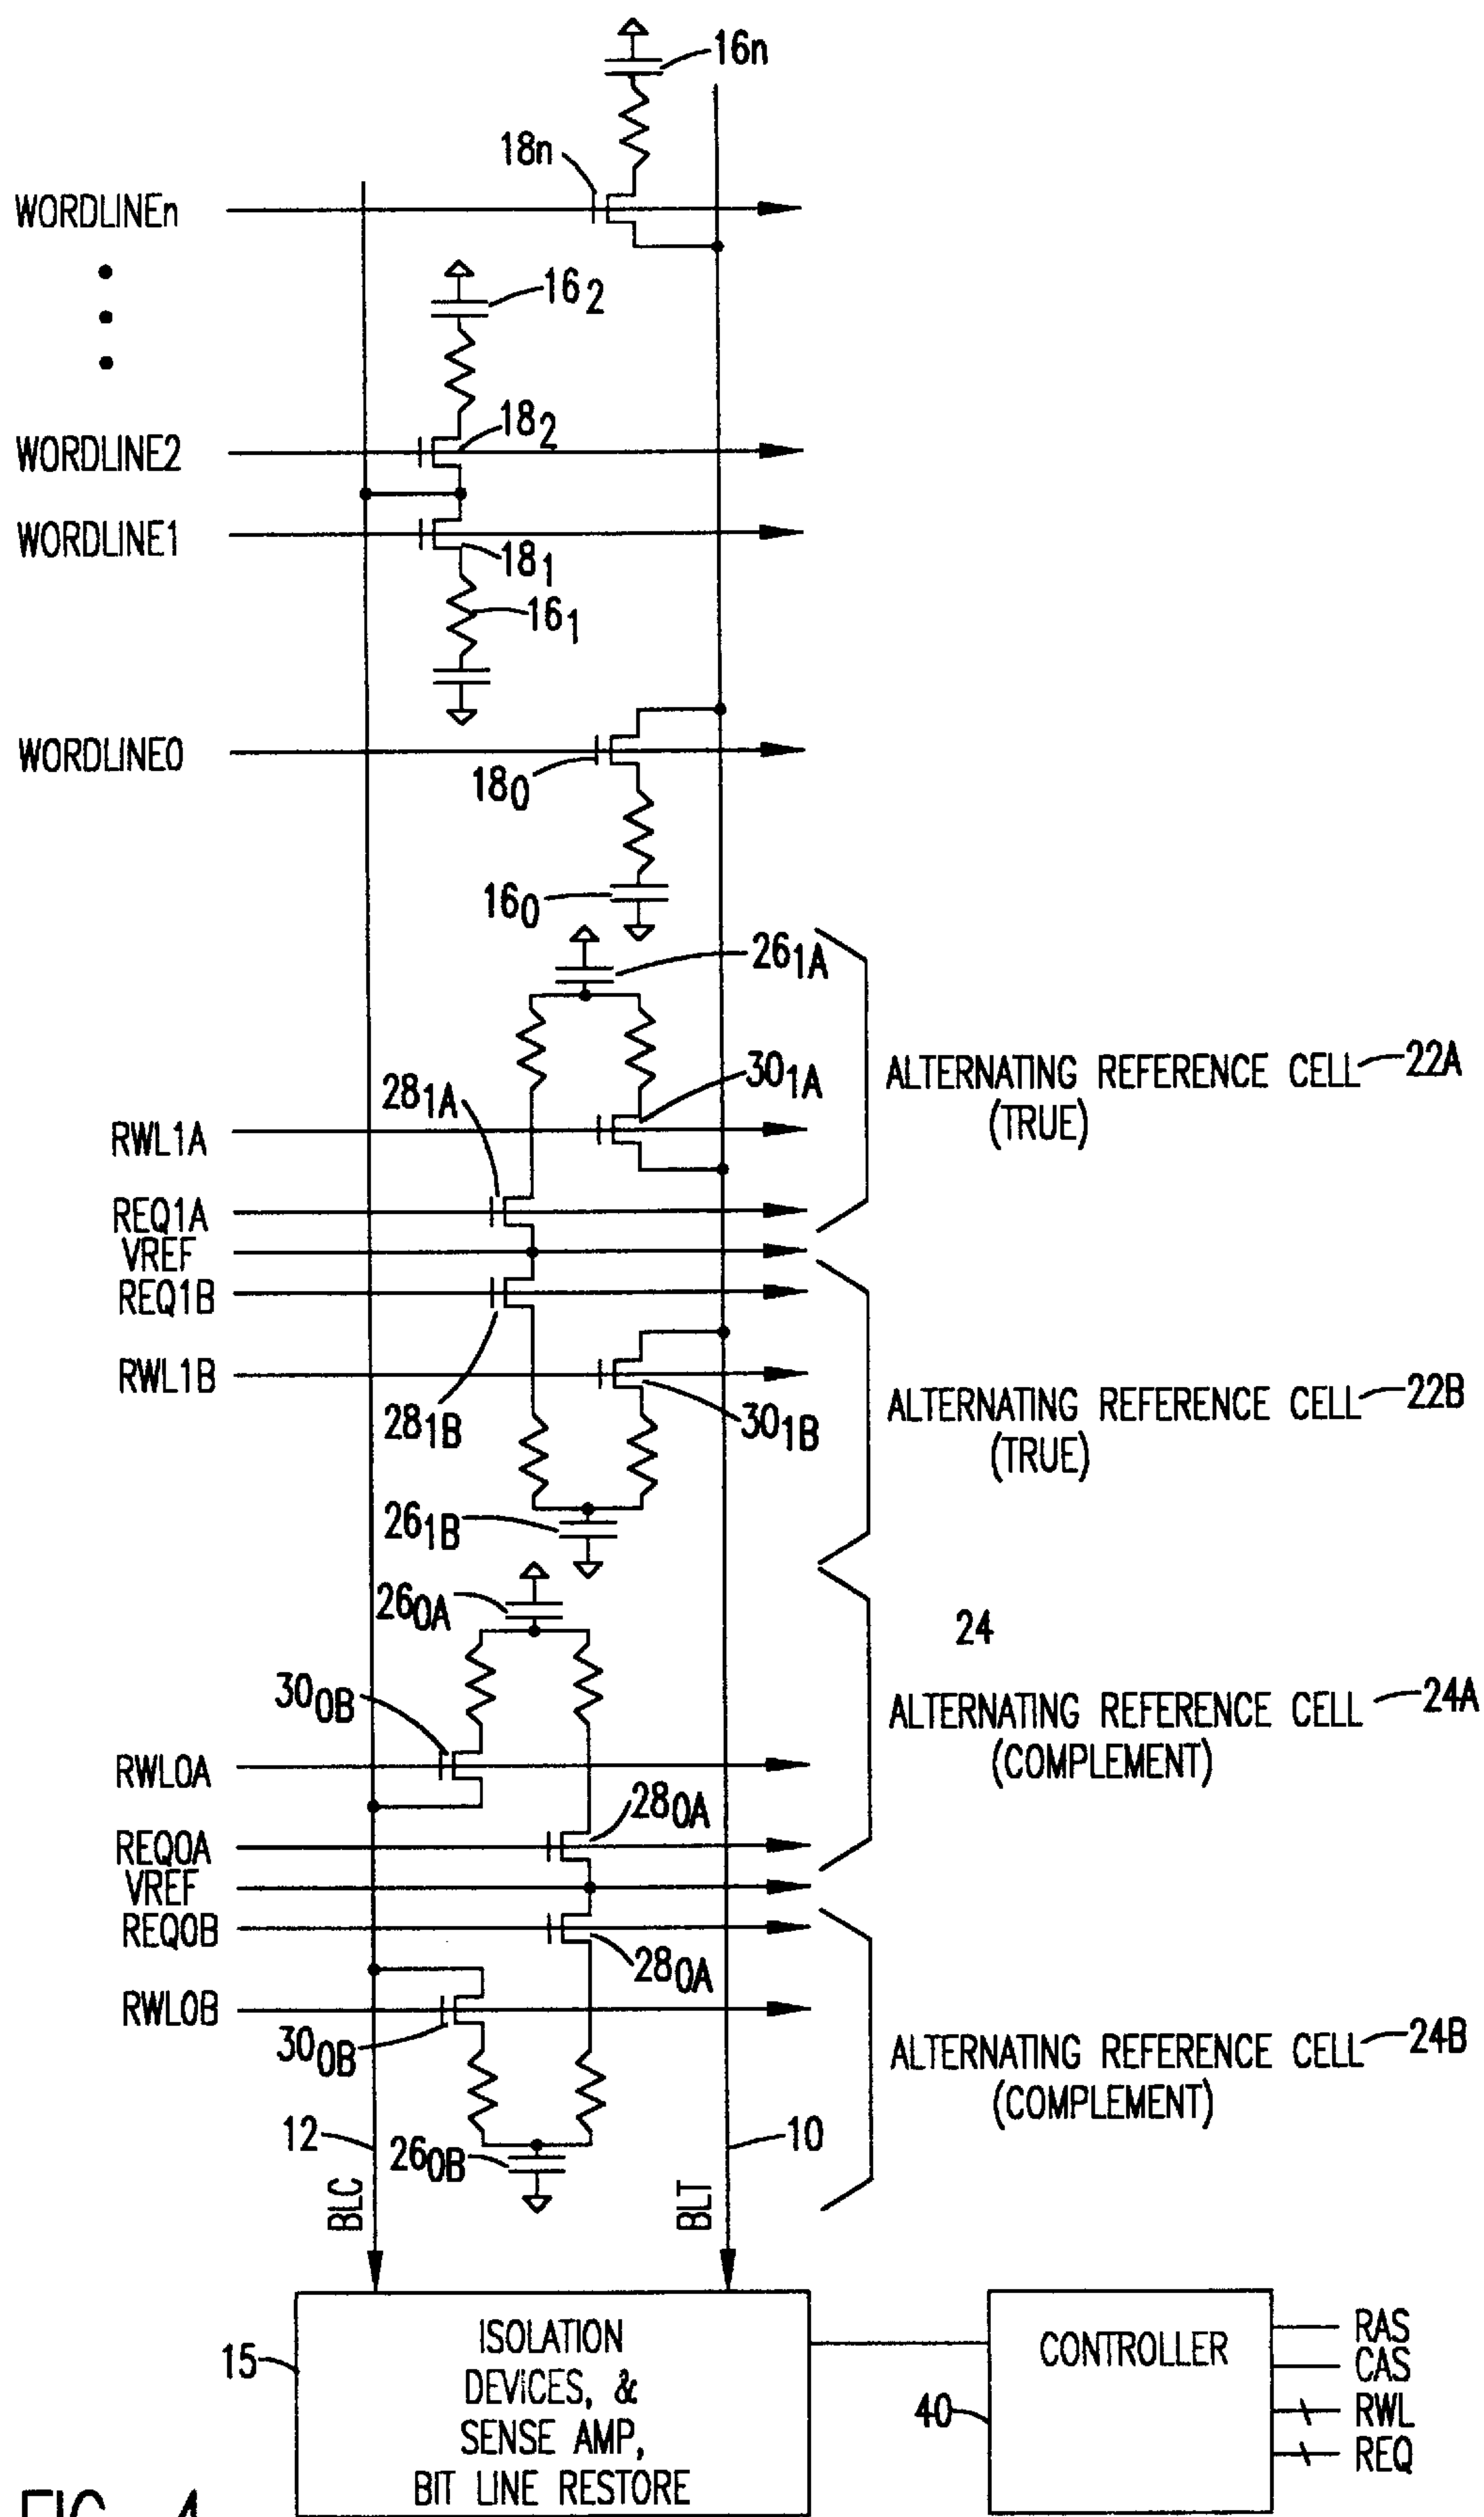 16n
18n
WORDLINEn
16 2
18 2
WORDLINE2
WORDLINE1
18 1
16 1
WORDLINE0
18 0
16 0
26 1A
ALTERNATING REFERENCE CELL 22A
(TRUE)
30 1A
28 1A
RWL1A
REQ1A
VREF
REQ1B
RWL1B
28 1B
30 1B
ALTERNATING REFERENCE CELL 22B
(TRUE)
26 1B
26 0A
24
30 0B
ALTERNATING REFERENCE CELL 24A
(COMPLEMENT)
RWL0A
28 0A
REQ0A
VREF
REQ0B
28 0A
RWL0B
30 0B
ALTERNATING REFERENCE CELL 24B
(COMPLEMENT)
12
10
26 0B
BLC
BLT
15
ISOLATION
DEVICES, &
SENSE AMP,
BIT LINE RESTORE
CONTROLLER
40
RAS
CAS
RWL
REQ
FIG. 4